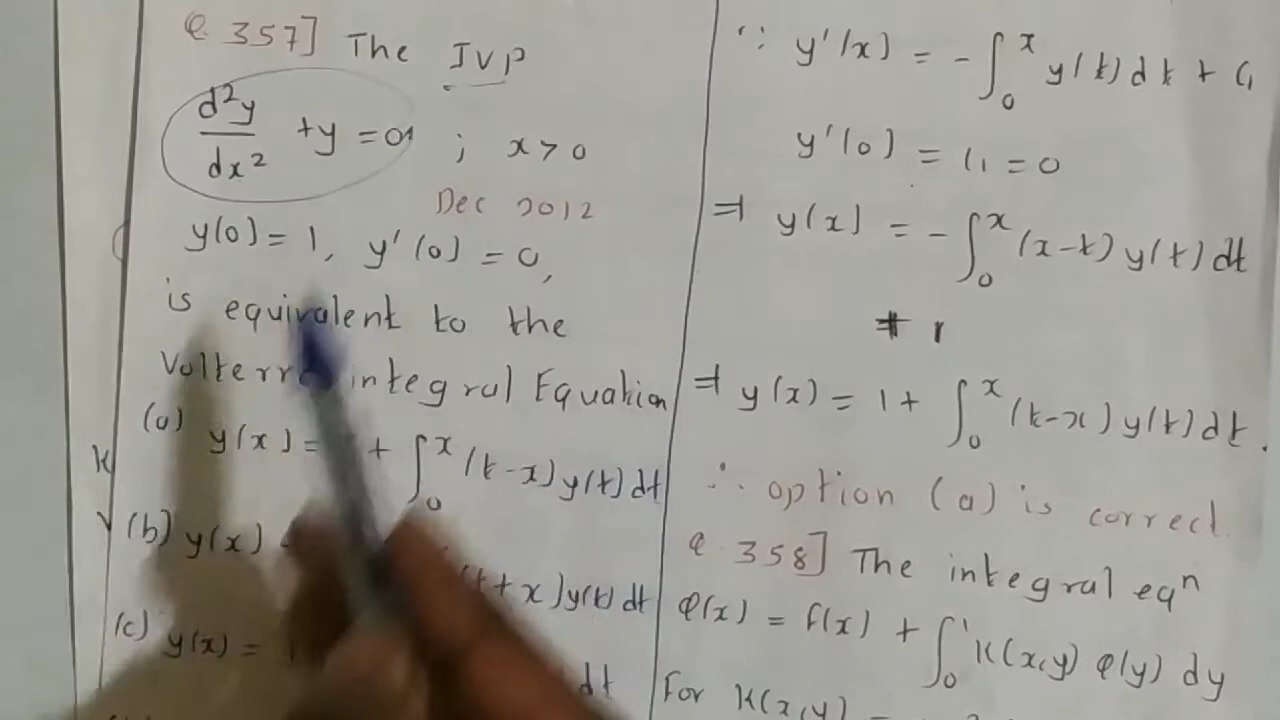 Q. 357] The IVP
d²y/dx² + y = 0 ; x > 0
Dec 2012
y(0) = 1, y'(0) = 0,
is equivalent to the
Volterra integral Equation
(a) y(x) = + ∫₀ˣ (t-x) y(t) dt
(b) y(x) (t+x) y(t) dt
(c) y(x) = dt
∵ y'(x) = -∫₀ˣ y(t) dt + C₁
y'(0) = C₁ = 0
⇒ y(x) = -∫₀ˣ (x-t) y(t) dt
+ 1
⇒ y(x) = 1 + ∫₀ˣ (t-x) y(t) dt.
∴ option (a) is correct.
Q. 358] The integral eqⁿ
φ(x) = f(x) + ∫₀¹ K(x,y) φ(y) dy
For K(x,y) =